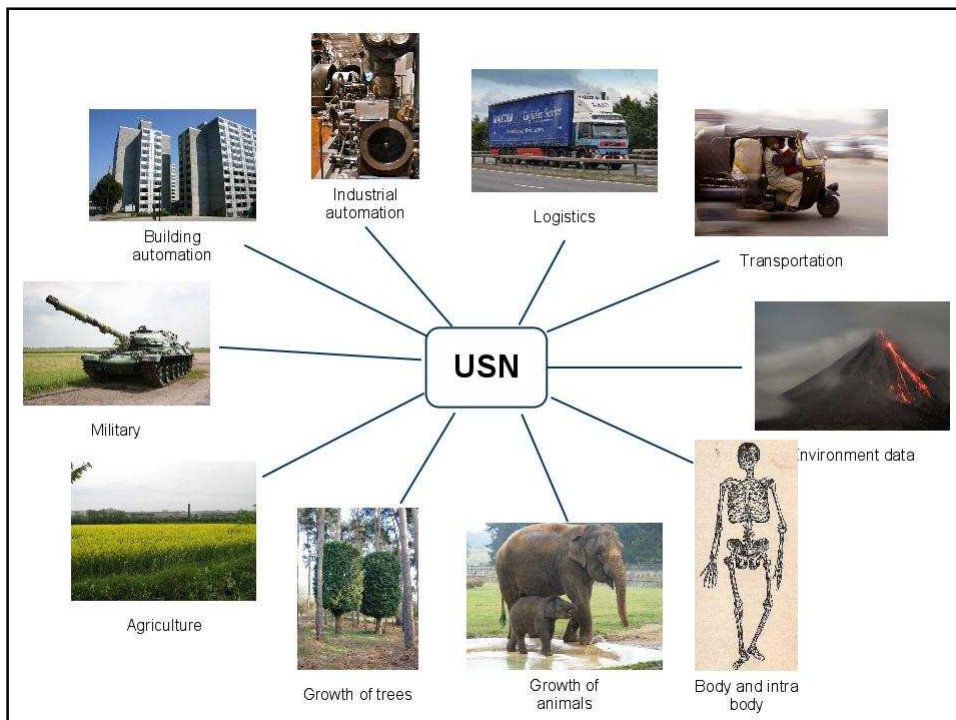 Industrial
automation
Logistics
Building
automation
Transportation
USN
Military
Environment data
Agriculture
Growth of trees
Growth of
animals
Body and intra
body